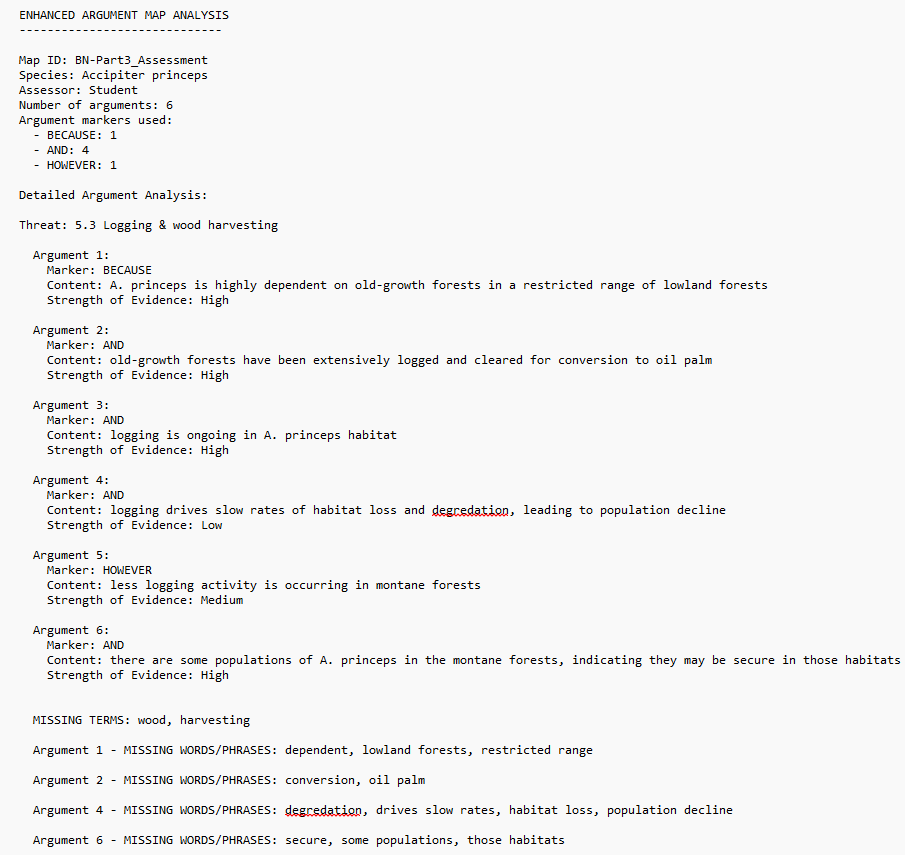 ENHANCED ARGUMENT MAP ANALYSIS
-----------------------------
Map ID: BN-Part3_Assessment
Species: Accipiter princeps
Assessor: Student
Number of arguments: 6
Argument markers used:
- BECAUSE: 1
- AND: 4
- HOWEVER: 1
Detailed Argument Analysis:
Threat: 5.3 Logging & wood harvesting
Argument 1:
Marker: BECAUSE
Content: A. princeps is highly dependent on old-growth forests in a restricted range of lowland forests
Strength of Evidence: High
Argument 2:
Marker: AND
Content: old-growth forests have been extensively logged and cleared for conversion to oil palm
Strength of Evidence: High
Argument 3:
Marker: AND
Content: logging is ongoing in A. princeps habitat
Strength of Evidence: High
Argument 4:
Marker: AND
Content: logging drives slow rates of habitat loss and degredation, leading to population decline
Strength of Evidence: Low
Argument 5:
Marker: HOWEVER
Content: less logging activity is occurring in montane forests
Strength of Evidence: Medium
Argument 6:
Marker: AND
Content: there are some populations of A. princeps in the montane forests, indicating they may be secure in those habitats
Strength of Evidence: High
MISSING TERMS: wood, harvesting
Argument 1 - MISSING WORDS/PHRASES: dependent, lowland forests, restricted range
Argument 2 - MISSING WORDS/PHRASES: conversion, oil palm
Argument 4 - MISSING WORDS/PHRASES: degredation, drives slow rates, habitat loss, population decline
Argument 6 - MISSING WORDS/PHRASES: secure, some populations, those habitats